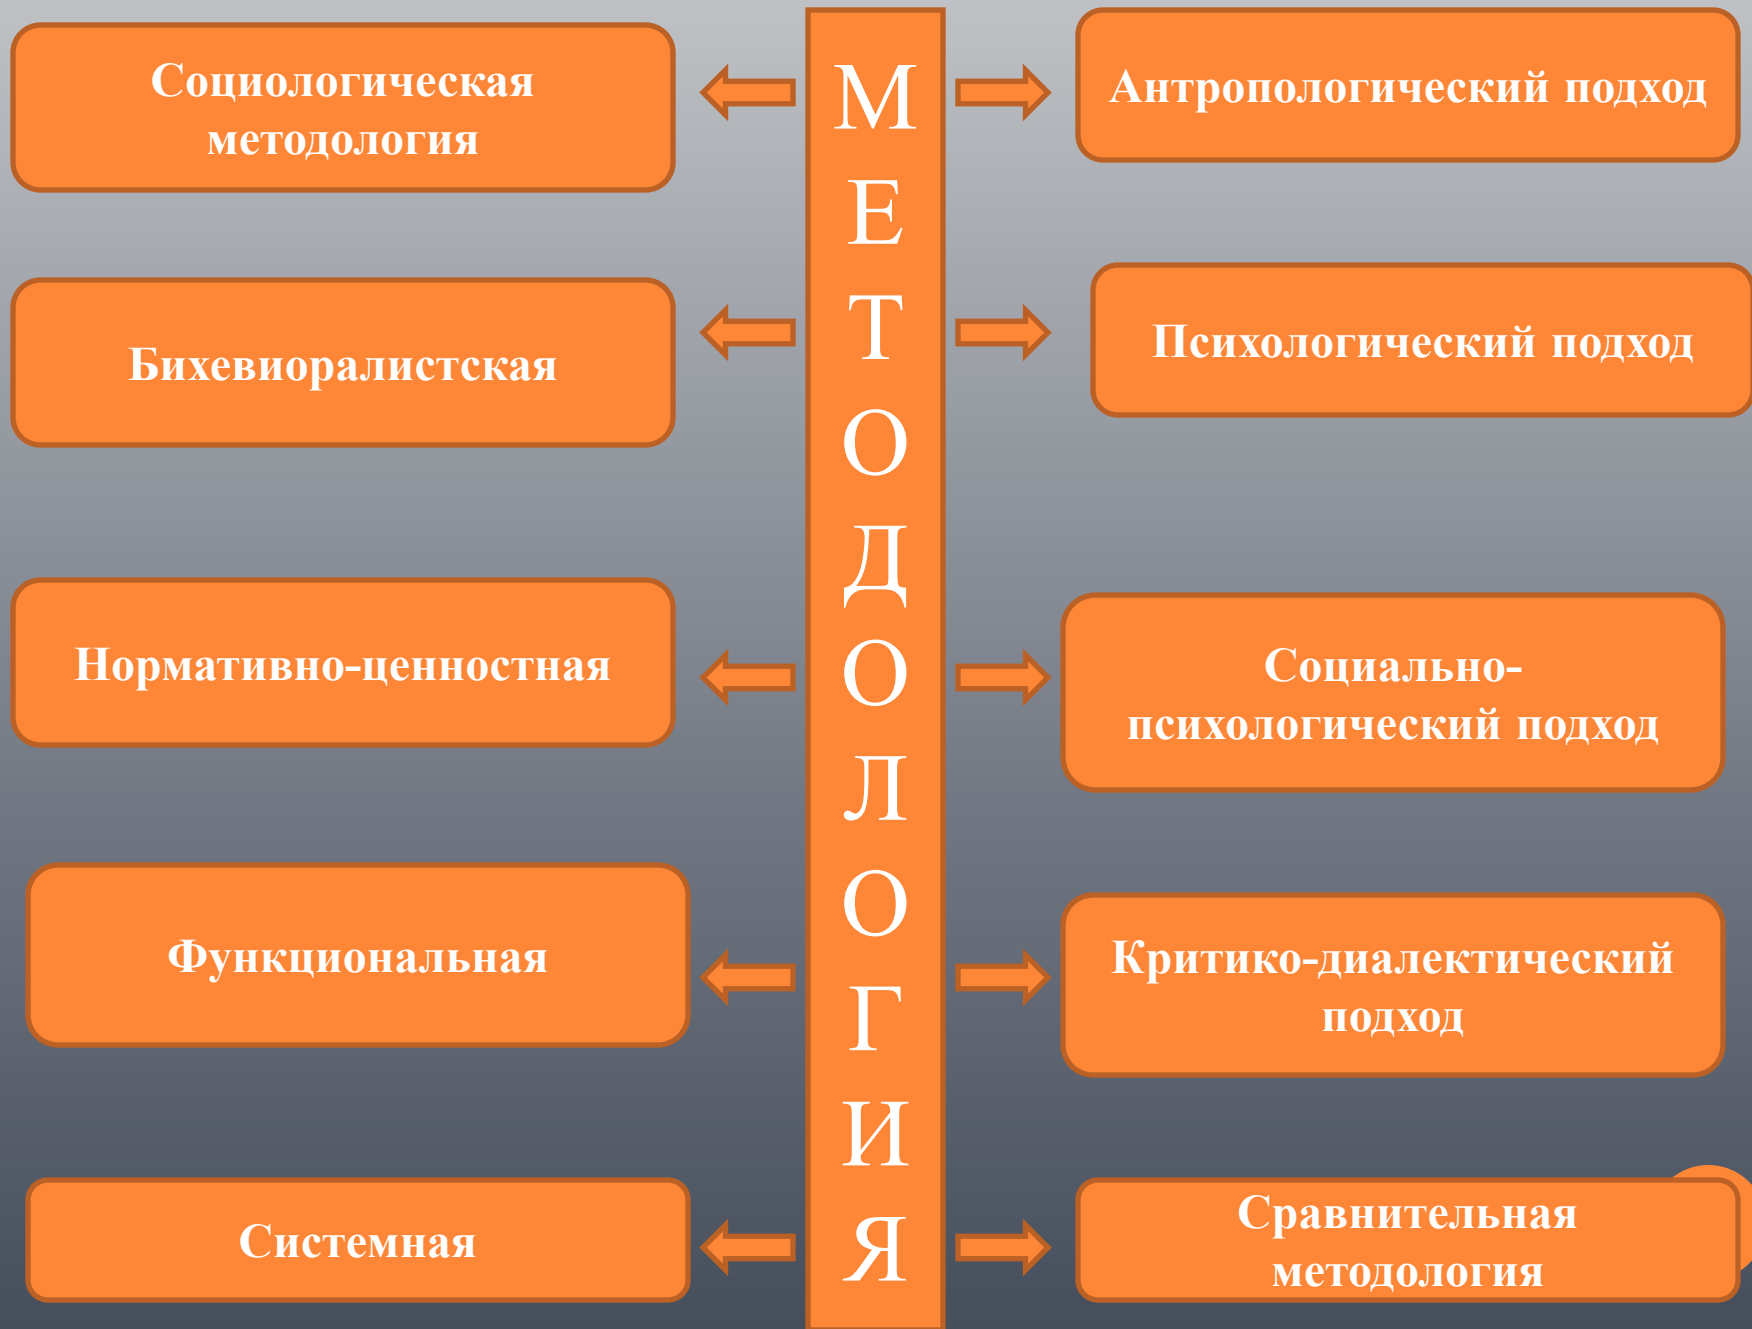 Социологическая
методология
Бихевиоралистская
Нормативно-ценностная
Функциональная
Системная
М
Е
Т
О
Д
О
Л
О
Г
И
Я
Антропологический подход
Психологический подход
Социально-
психологический подход
Критико-диалектический
подход
Сравнительная
методология